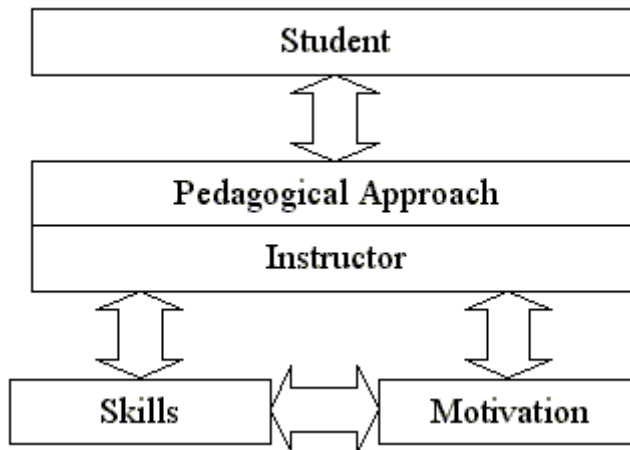 Student
Pedagogical Approach
Instructor
Skills
Motivation